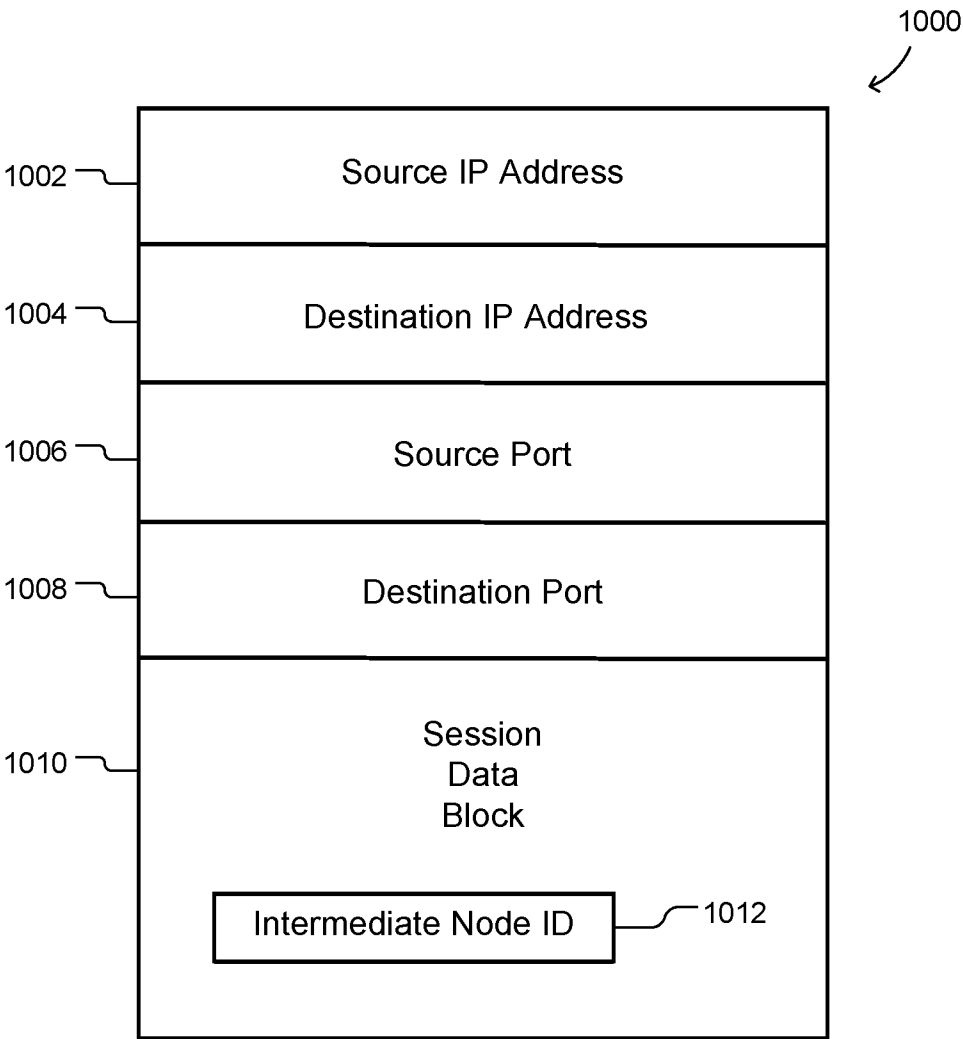 1000
1002
Source IP Address
1004
Destination IP Address
1006
Source Port
1008
Destination Port
1010
Session
Data
Block
Intermediate Node ID
1012